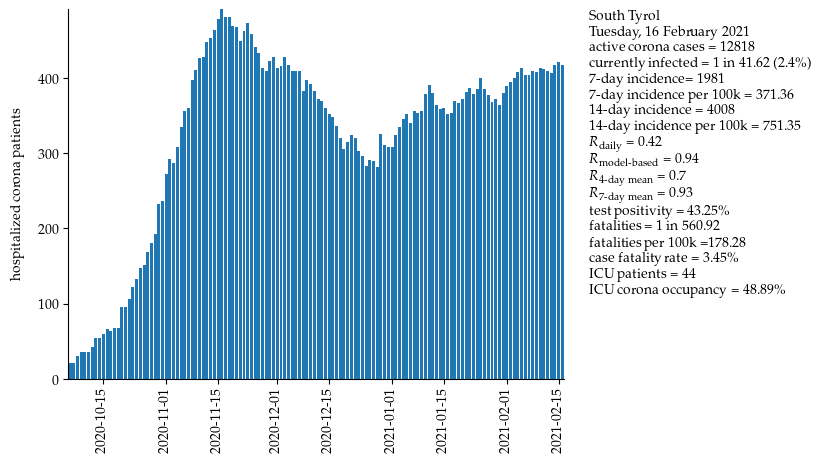 South Tyrol
Tuesday, 16 February 2021
active corona cases = 12818
currently infected = 1 in 41.62 (2.4%)
7-day incidence= 1981
7-day incidence per 100k = 371.36
14-day incidence = 4008
14-day incidence per 100k = 751.35
R daily = 0.42
R model-based = 0.94
R 4-day mean = 0.7
R 7-day mean = 0.93
test positivity = 43.25%
fatalities = 1 in 560.92
fatalities per 100k =178.28
case fatality rate = 3.45%
ICU patients = 44
ICU corona occupancy = 48.89%
hospitalized corona patients
400
300
200
100
0
2020-10-15
2020-11-01
2020-11-15
2020-12-01
2020-12-15
2021-01-01
2021-01-15
2021-02-01
2021-02-15